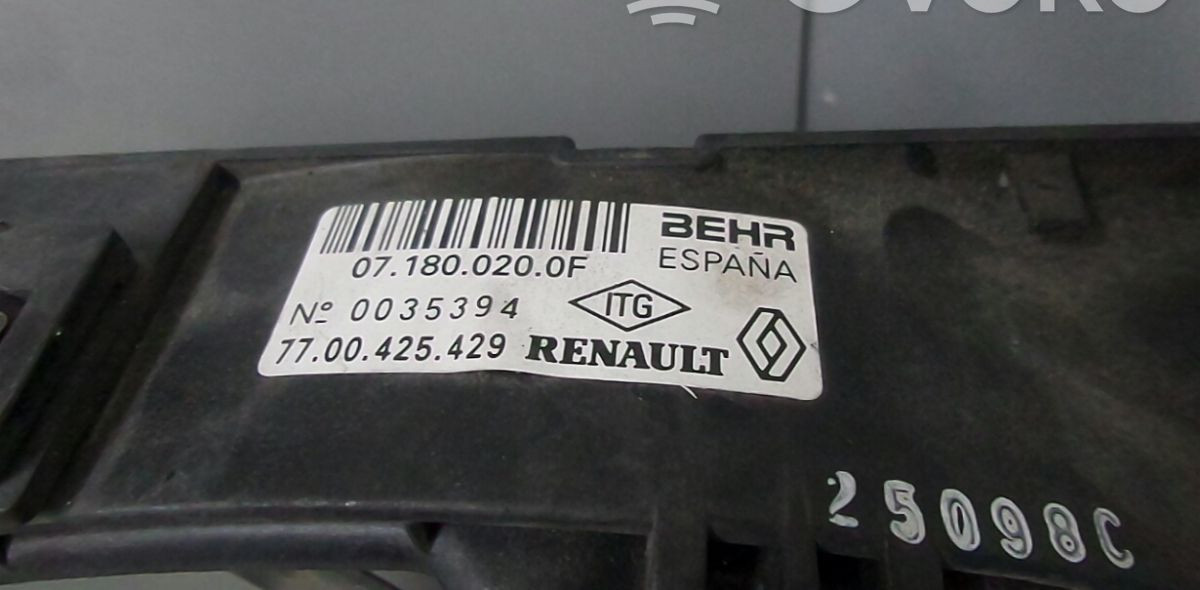 BEHR
ESPAÑA
07.180.020.0F
Nº 0035394
ITG
77.00.425.429 RENAULT
25098C